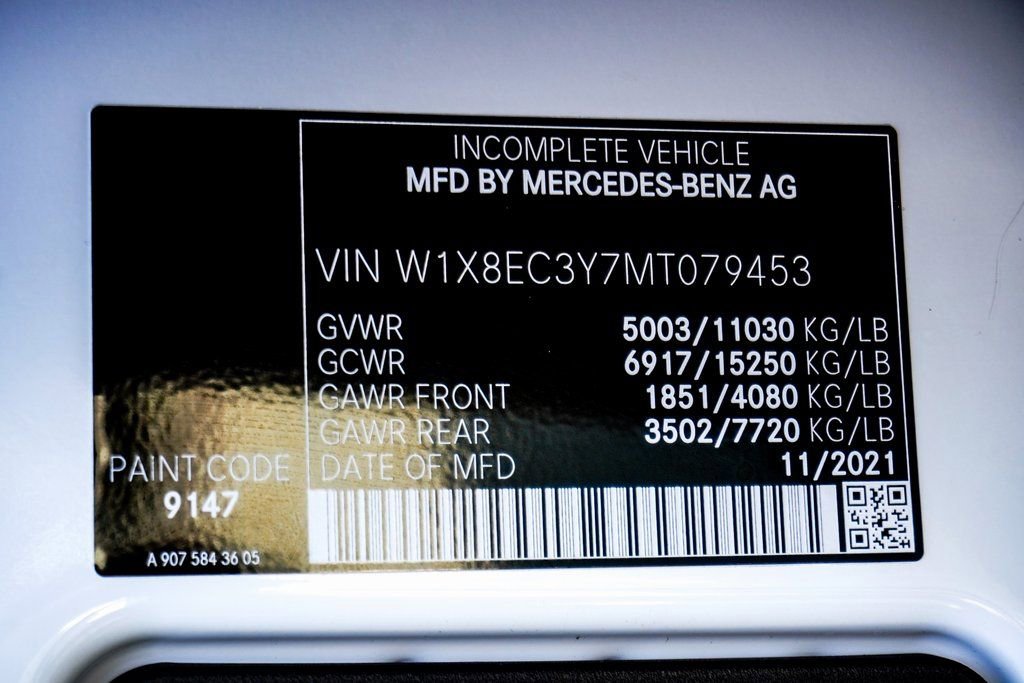 INCOMPLETE VEHICLE
MFD BY MERCEDES-BENZ AG
VIN W1X8EC3Y7MT079453
GVWR 5003/11030 KG/LB
GCWR 6917/15250 KG/LB
GAWR FRONT 1851/4080 KG/LB
GAWR REAR 3502/7720 KG/LB
DATE OF MFD 11/2021
PAINT CODE
9147
A 907 584 36 05